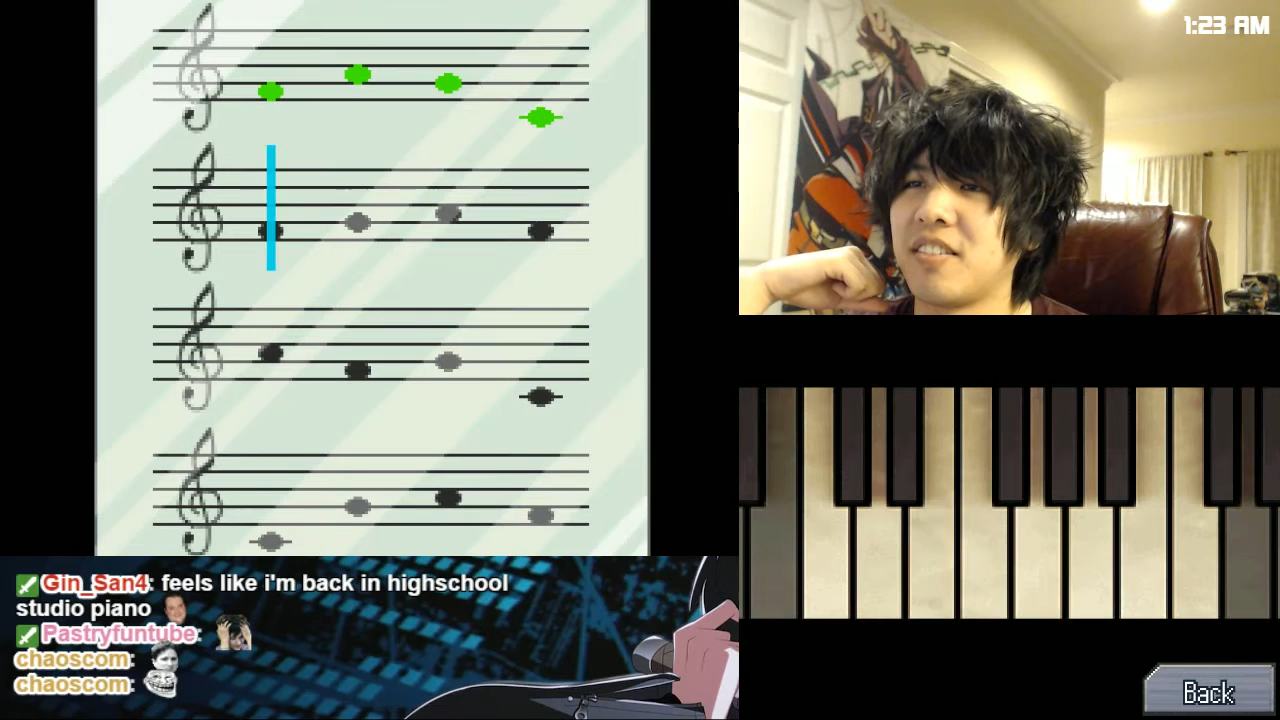 1:23 AM
Gin_San4: feels like i'm back in highschool
studio piano
Pastryfuntube:
chaoscom:
chaoscom:
Back